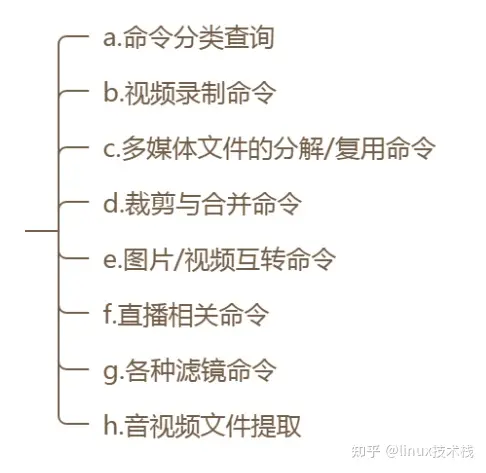 a.命令分类查询
b.视频录制命令
c.多媒体文件的分解/复用命令
d.裁剪与合并命令
e.图片/视频互转命令
f.直播相关命令
g.各种滤镜命令
h.音视频文件提取
知乎 @linux技术栈